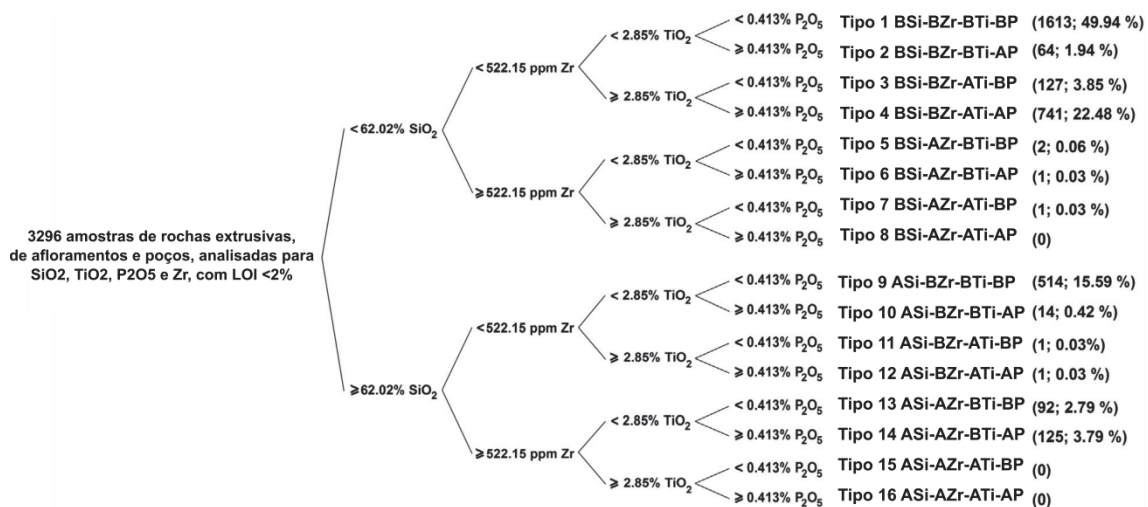 < 0.413% P₂O₅ Tipo 1 BSi-BZr-BTi-BP (1613; 49.94 %)
< 2.85% TiO₂
⩾ 0.413% P₂O₅ Tipo 2 BSi-BZr-BTi-AP (64; 1.94 %)
< 522.15 ppm Zr
< 0.413% P₂O₅ Tipo 3 BSi-BZr-ATi-BP (127; 3.85 %)
⩾ 2.85% TiO₂
⩾ 0.413% P₂O₅ Tipo 4 BSi-BZr-ATi-AP (741; 22.48 %)
< 62.02% SiO₂
< 0.413% P₂O₅ Tipo 5 BSi-AZr-BTi-BP (2; 0.06 %)
< 2.85% TiO₂
⩾ 0.413% P₂O₅ Tipo 6 BSi-AZr-BTi-AP (1; 0.03 %)
⩾ 522.15 ppm Zr
< 0.413% P₂O₅ Tipo 7 BSi-AZr-ATi-BP (1; 0.03 %)
⩾ 2.85% TiO₂
⩾ 0.413% P₂O₅ Tipo 8 BSi-AZr-ATi-AP (0)
3296 amostras de rochas extrusivas,
de afloramentos e poços, analisadas para
SiO2, TiO2, P2O5 e Zr, com LOI <2%
< 0.413% P₂O₅ Tipo 9 ASi-BZr-BTi-BP (514; 15.59 %)
< 2.85% TiO₂
⩾ 0.413% P₂O₅ Tipo 10 ASi-BZr-BTi-AP (14; 0.42 %)
<522.15 ppm Zr
< 0.413% P₂O₅ Tipo 11 ASi-BZr-ATi-BP (1; 0.03%)
⩾ 2.85% TiO₂
⩾ 0.413% P₂O₅ Tipo 12 ASi-BZr-ATi-AP (1; 0.03 %)
⩾62.02% SiO₂
< 0.413% P₂O₅ Tipo 13 ASi-AZr-BTi-BP (92; 2.79 %)
< 2.85% TiO₂
⩾ 0.413% P₂O₅ Tipo 14 ASi-AZr-BTi-AP (125; 3.79 %)
⩾ 522.15 ppm Zr
< 0.413% P₂O₅ Tipo 15 ASi-AZr-ATi-BP (0)
⩾ 2.85% TiO₂
⩾ 0.413% P₂O₅ Tipo 16 ASi-AZr-ATi-AP (0)